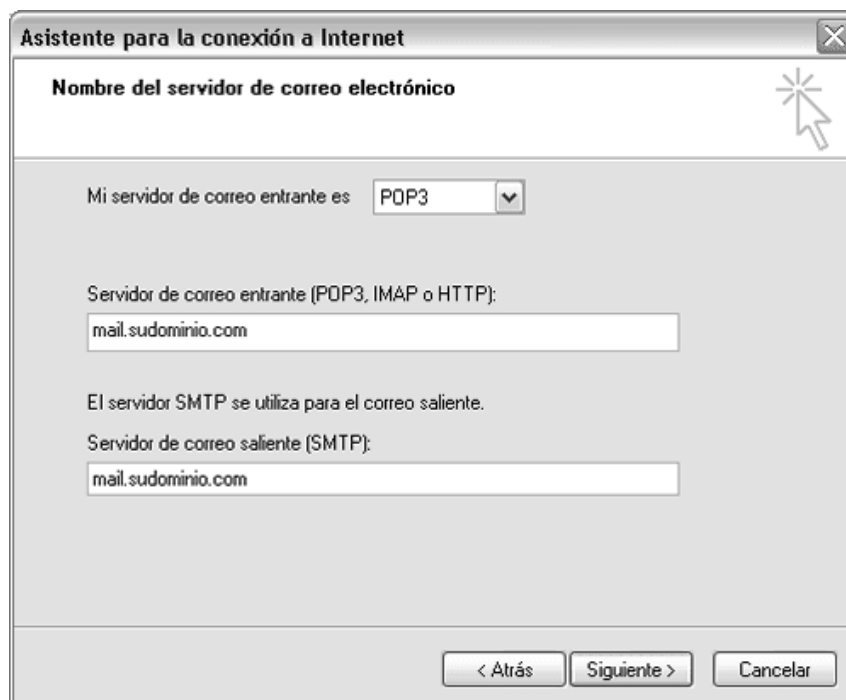 Asistente para la conexión a Internet
Nombre del servidor de correo electrónico
Mi servidor de correo entrante es POP3
Servidor de correo entrante (POP3, IMAP o HTTP):
mail.sudominio.com
El servidor SMTP se utiliza para el correo saliente.
Servidor de correo saliente (SMTP):
mail.sudominio.com
< Atrás Siguiente > Cancelar